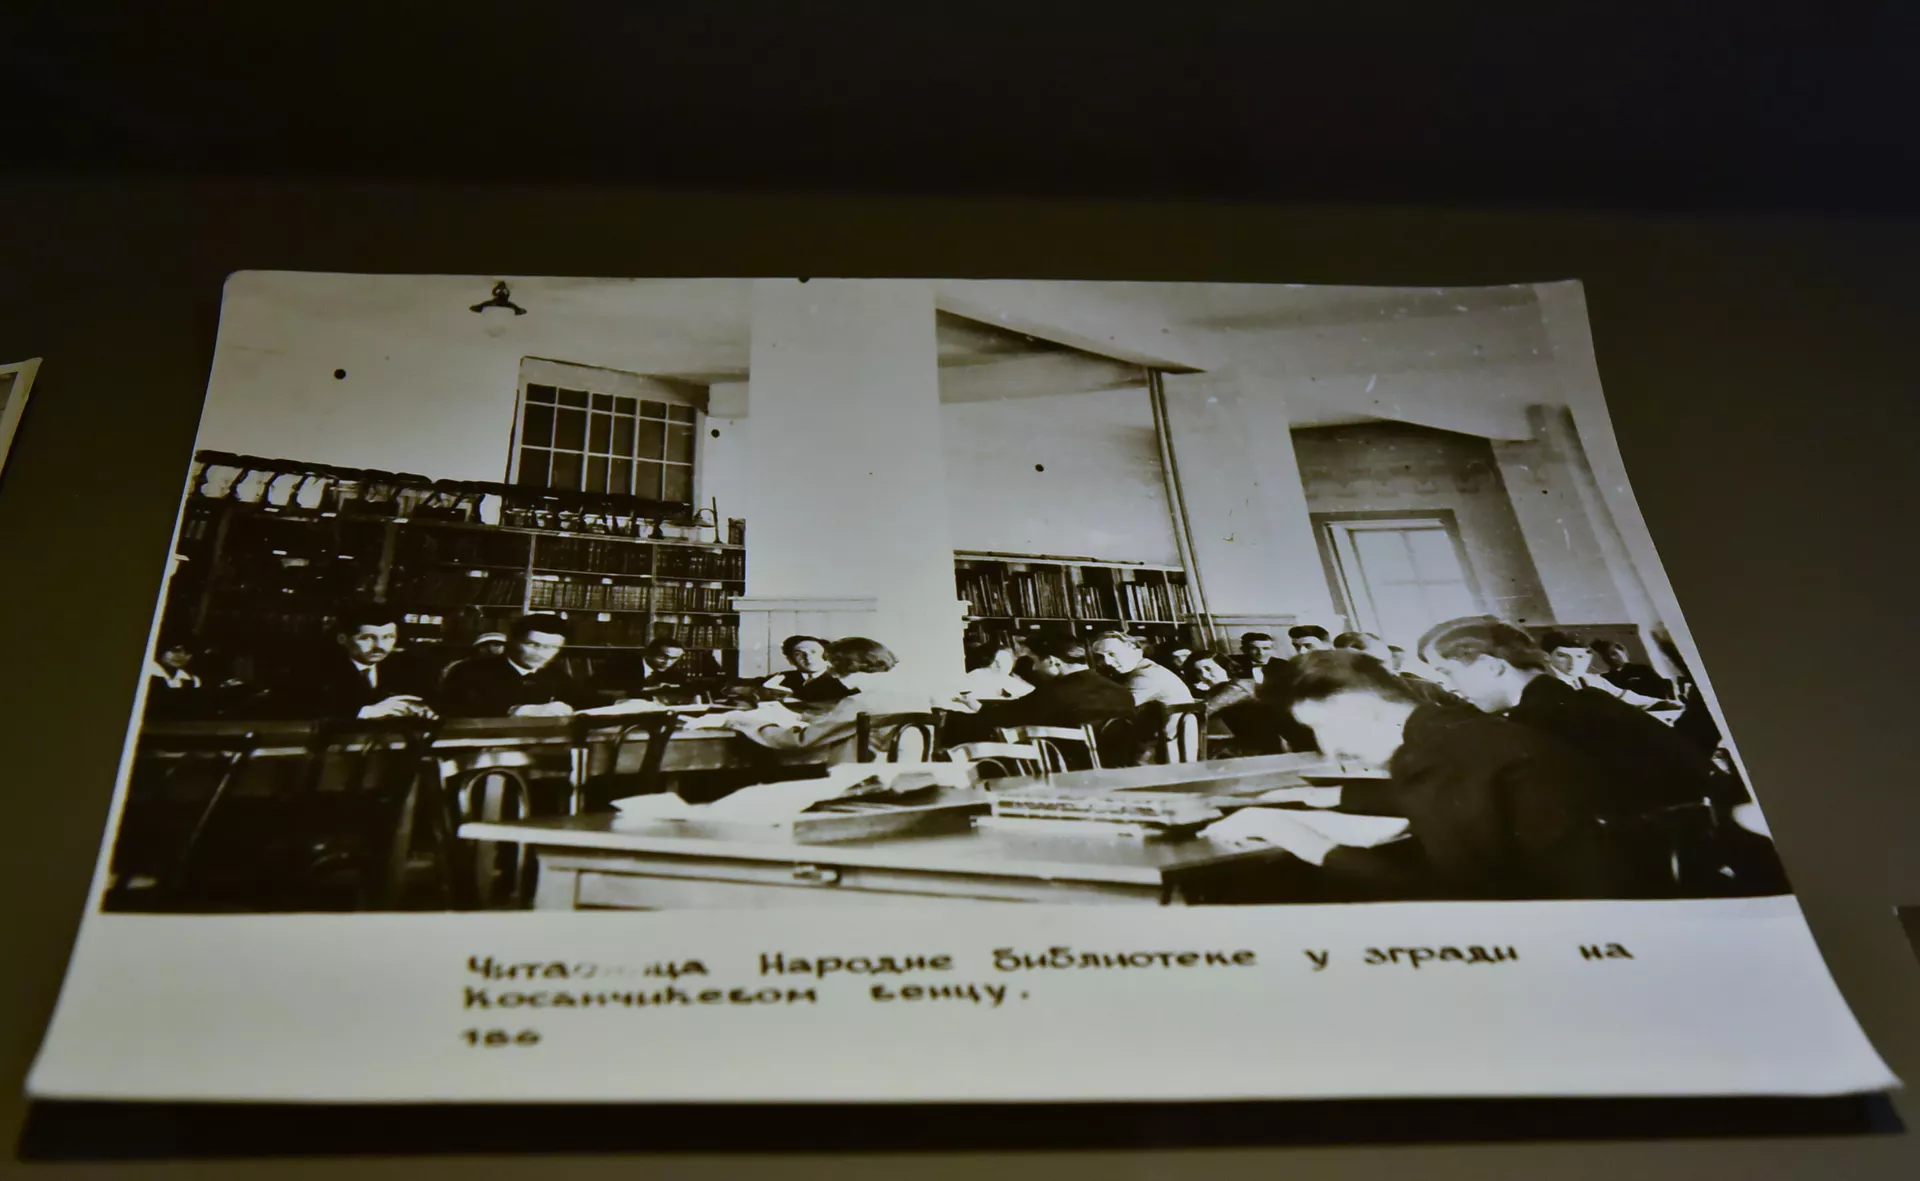 Народне библиотеке у згради на
Косанчићевом венцу.
186